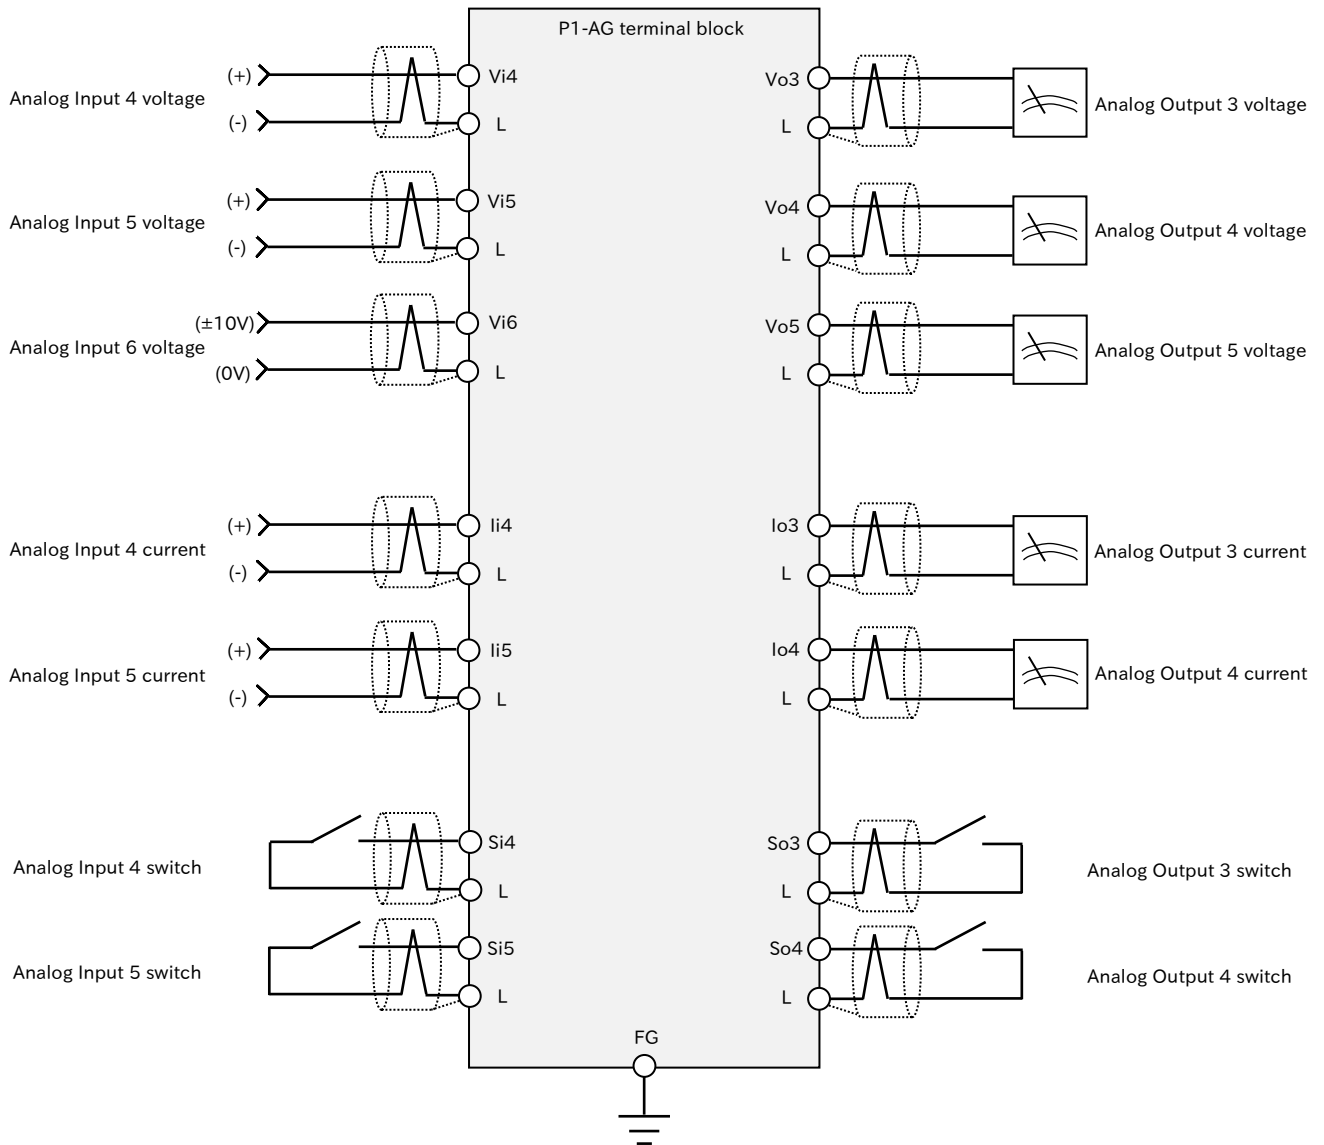 P1-AG terminal block
(+)
Vi4
Analog Input 4 voltage
(-)
L
(+)
Vi5
Analog Input 5 voltage
(-)
L
(±10V)
Vi6
Analog Input 6 voltage
(0V)
L
(+)
Ii4
Analog Input 4 current
(-)
L
(+)
Ii5
Analog Input 5 current
(-)
L
Si4
Analog Input 4 switch
L
Si5
Analog Input 5 switch
L
Vo3
Analog Output 3 voltage
L
Vo4
Analog Output 4 voltage
L
Vo5
Analog Output 5 voltage
L
Io3
Analog Output 3 current
L
Io4
Analog Output 4 current
L
So3
Analog Output 3 switch
L
So4
Analog Output 4 switch
L
FG